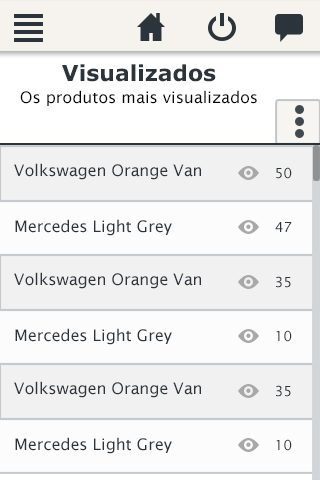 Visualizados
Os produtos mais visualizados
Volkswagen Orange Van 50
Mercedes Light Grey 47
Volkswagen Orange Van 35
Mercedes Light Grey 10
Volkswagen Orange Van 35
Mercedes Light Grey 10